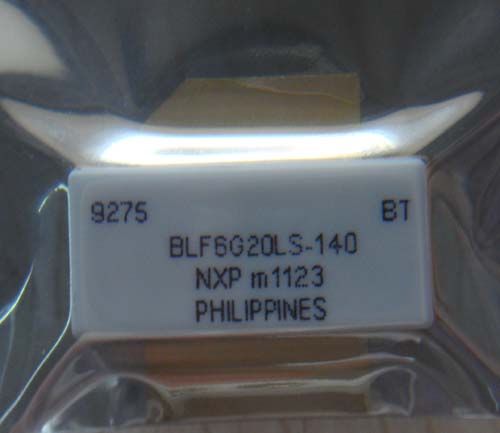 9275 BT
BLF6G20LS-140
NXP m1123
PHILIPPINES